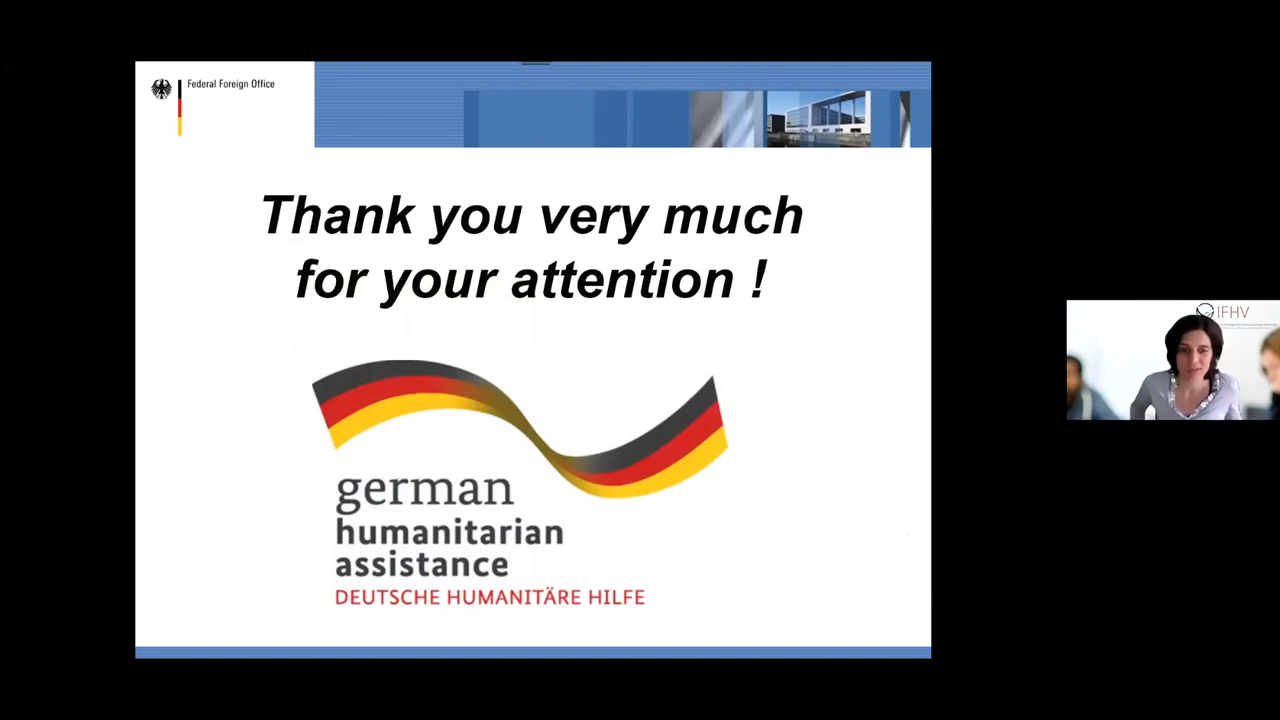 Federal Foreign Office
Thank you very much
for your attention !
IFHV
german
humanitarian
assistance
DEUTSCHE HUMANITÄRE HILFE